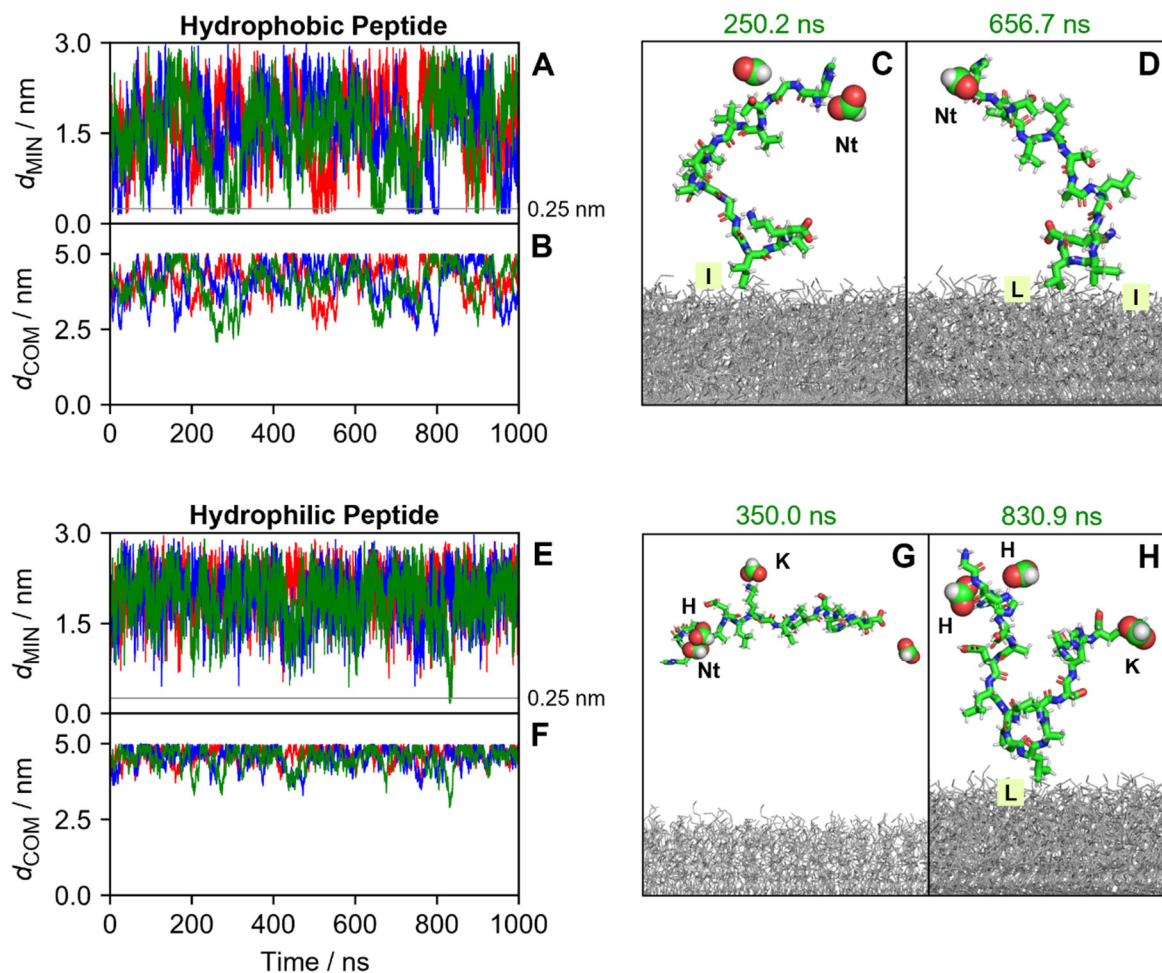 Hydrophobic Peptide
250.2 ns
656.7 ns
3.0
1.5
0.0
d_MIN / nm
A
0.25 nm
5.0
2.5
0.0
d_COM / nm
B
0 200 400 600 800 1000
C
Nt
I
D
Nt
L
I
Hydrophilic Peptide
350.0 ns
830.9 ns
3.0
1.5
0.0
d_MIN / nm
E
0.25 nm
5.0
2.5
0.0
d_COM / nm
F
0 200 400 600 800 1000
Time / ns
G
K
H
Nt
H
H
H
K
L